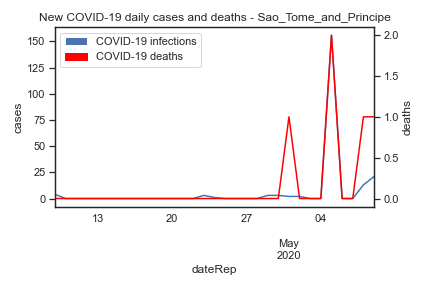 New COVID-19 daily cases and deaths - Sao_Tome_and_Principe
COVID-19 infections
COVID-19 deaths
cases
150
125
100
75
50
25
0
2.0
1.5
1.0
0.5
0.0
deaths
13
20
27
04
May
2020
dateRep